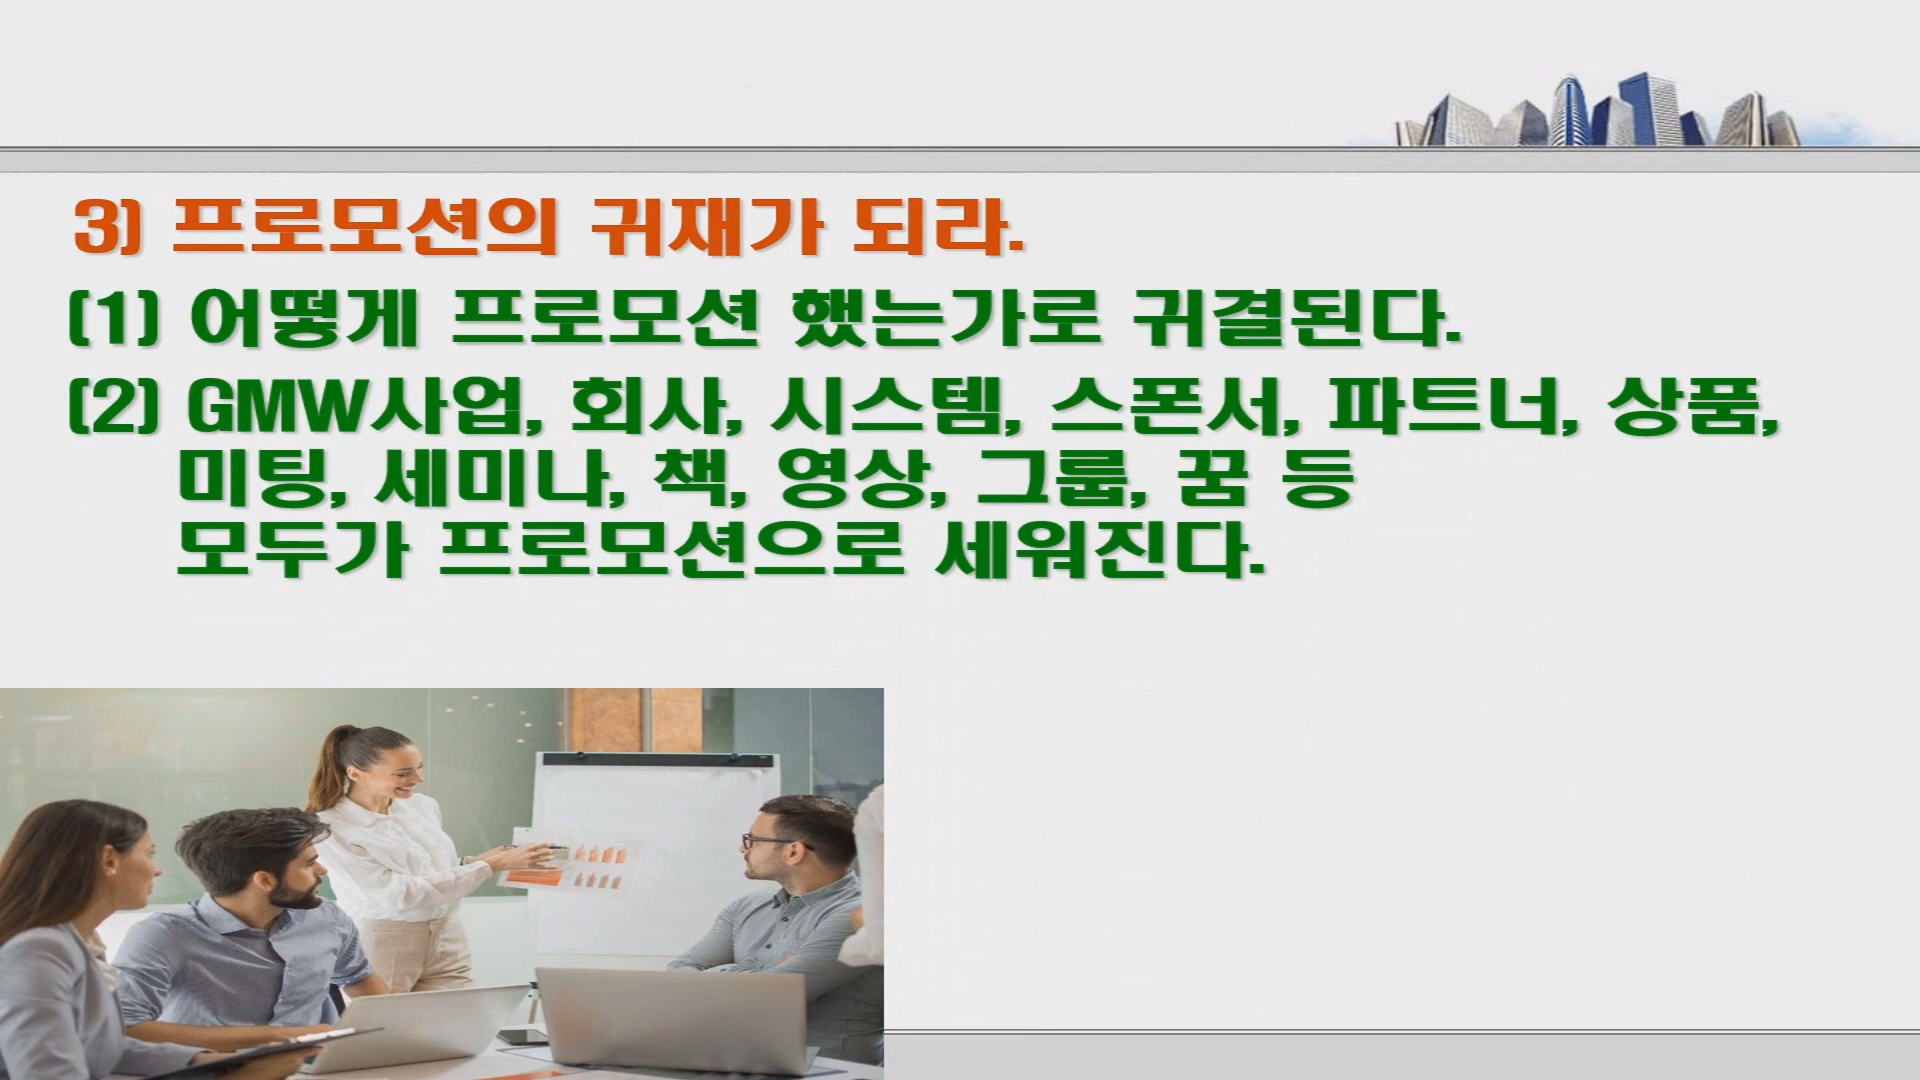 3) 프로모션의 귀재가 되라.
(1) 어떻게 프로모션 했는가로 귀결된다.
(2) GMW사업, 회사, 시스템, 스폰서, 파트너, 상품,
미팅, 세미나, 책, 영상, 그룹, 꿈 등
모두가 프로모션으로 세워진다.